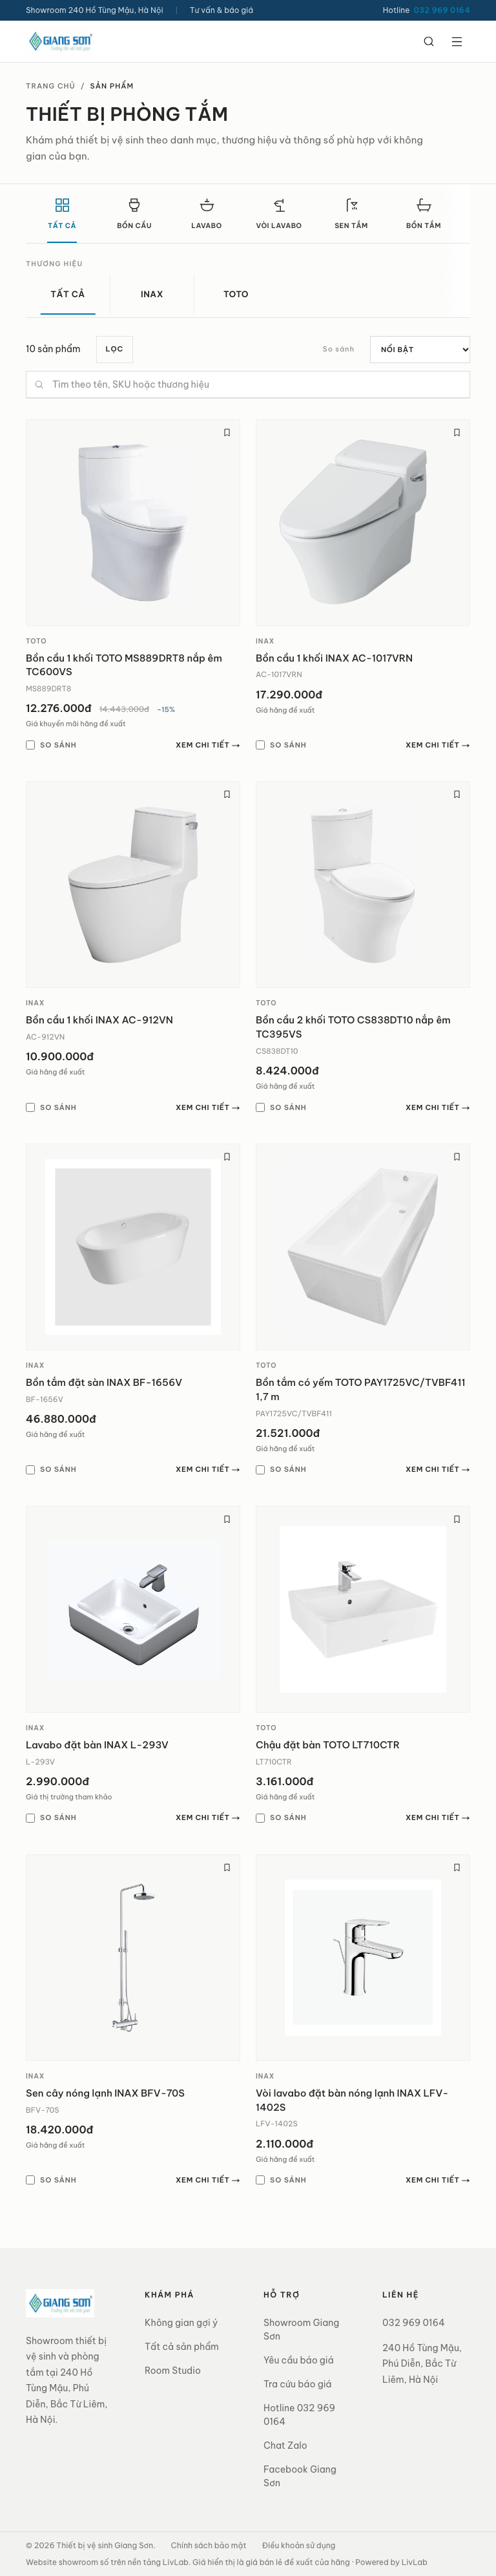 Showroom 240 Hồ Tùng Mậu, Hà Nội | Tư vấn & báo giá Hotline 032 969 0164
GIANG SƠN
TRANG CHỦ / SẢN PHẨM
THIẾT BỊ PHÒNG TẮM
Khám phá thiết bị vệ sinh theo danh mục, thương hiệu và thông số phù hợp với không
gian của bạn.
TẤT CẢ BỒN CẦU LAVABO VÒI LAVABO SEN TẮM BỒN TẮM
THƯƠNG HIỆU
TẤT CẢ INAX TOTO
10 sản phẩm LỌC So sánh NỔI BẬT
Tìm theo tên, SKU hoặc thương hiệu
TOTO
Bồn cầu 1 khối TOTO MS889DRT8 nắp êm
TC600VS
MS889DRT8
12.276.000đ 14.443.000đ -15%
Giá khuyến mãi hãng đề xuất
SO SÁNH XEM CHI TIẾT →
INAX
Bồn cầu 1 khối INAX AC-1017VRN
AC-1017VRN
17.290.000đ
Giá hãng đề xuất
SO SÁNH XEM CHI TIẾT →
INAX
Bồn cầu 1 khối INAX AC-912VN
AC-912VN
10.900.000đ
Giá hãng đề xuất
SO SÁNH XEM CHI TIẾT →
TOTO
Bồn cầu 2 khối TOTO CS838DT10 nắp êm
TC395VS
CS838DT10
8.424.000đ
Giá hãng đề xuất
SO SÁNH XEM CHI TIẾT →
INAX
Bồn tắm đặt sàn INAX BF-1656V
BF-1656V
46.880.000đ
Giá hãng đề xuất
SO SÁNH XEM CHI TIẾT →
TOTO
Bồn tắm có yếm TOTO PAY1725VC/TVBF411
1,7 m
PAY1725VC/TVBF411
21.521.000đ
Giá hãng đề xuất
SO SÁNH XEM CHI TIẾT →
INAX
Lavabo đặt bàn INAX L-293V
L-293V
2.990.000đ
Giá thị trường tham khảo
SO SÁNH XEM CHI TIẾT →
TOTO
Chậu đặt bàn TOTO LT710CTR
LT710CTR
3.161.000đ
Giá hãng đề xuất
SO SÁNH XEM CHI TIẾT →
INAX
Sen cây nóng lạnh INAX BFV-70S
BFV-70S
18.420.000đ
Giá hãng đề xuất
SO SÁNH XEM CHI TIẾT →
INAX
Vòi lavabo đặt bàn nóng lạnh INAX LFV-
1402S
LFV-1402S
2.110.000đ
Giá hãng đề xuất
SO SÁNH XEM CHI TIẾT →
GIANG SƠN
Showroom thiết bị
vệ sinh và phòng
tắm tại 240 Hồ
Tùng Mậu, Phú
Diễn, Bắc Từ Liêm,
Hà Nội.
KHÁM PHÁ
Không gian gợi ý
Tất cả sản phẩm
Room Studio
HỖ TRỢ
Showroom Giang
Sơn
Yêu cầu báo giá
Tra cứu báo giá
Hotline 032 969
0164
Chat Zalo
Facebook Giang
Sơn
LIÊN HỆ
032 969 0164
240 Hồ Tùng Mậu,
Phú Diễn, Bắc Từ
Liêm, Hà Nội
© 2026 Thiết bị vệ sinh Giang Sơn. Chính sách bảo mật Điều khoản sử dụng
Website showroom số trên nền tảng LivLab. Giá hiển thị là giá bán lẻ đề xuất của hãng · Powered by LivLab